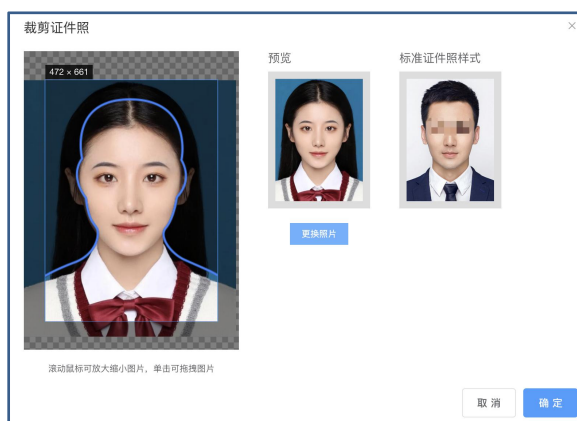 裁剪证件照
×
472 × 661
预览
标准证件照样式
更换照片
滚动鼠标可放大缩小图片，单击可拖拽图片
取 消
确 定